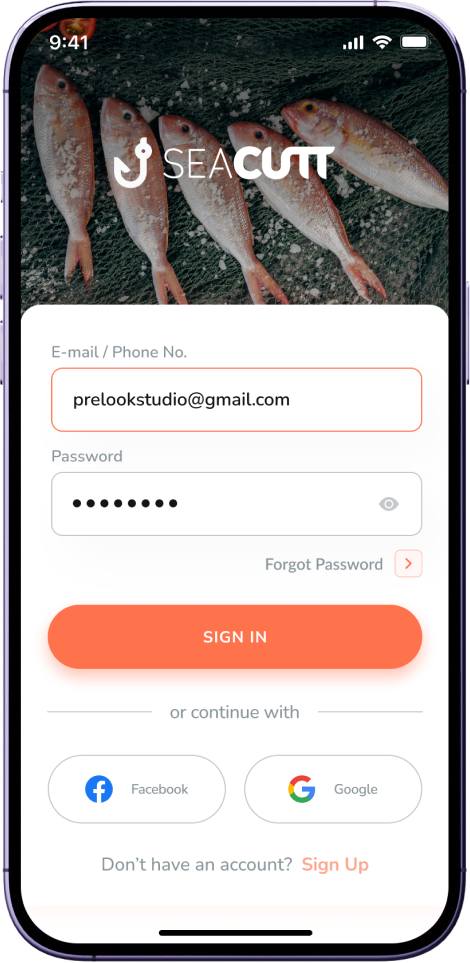 9:41
SEACUTT
E-mail / Phone No.
prelookstudio@gmail.com
Password
Forgot Password
SIGN IN
or continue with
Facebook
Google
Don't have an account? Sign Up